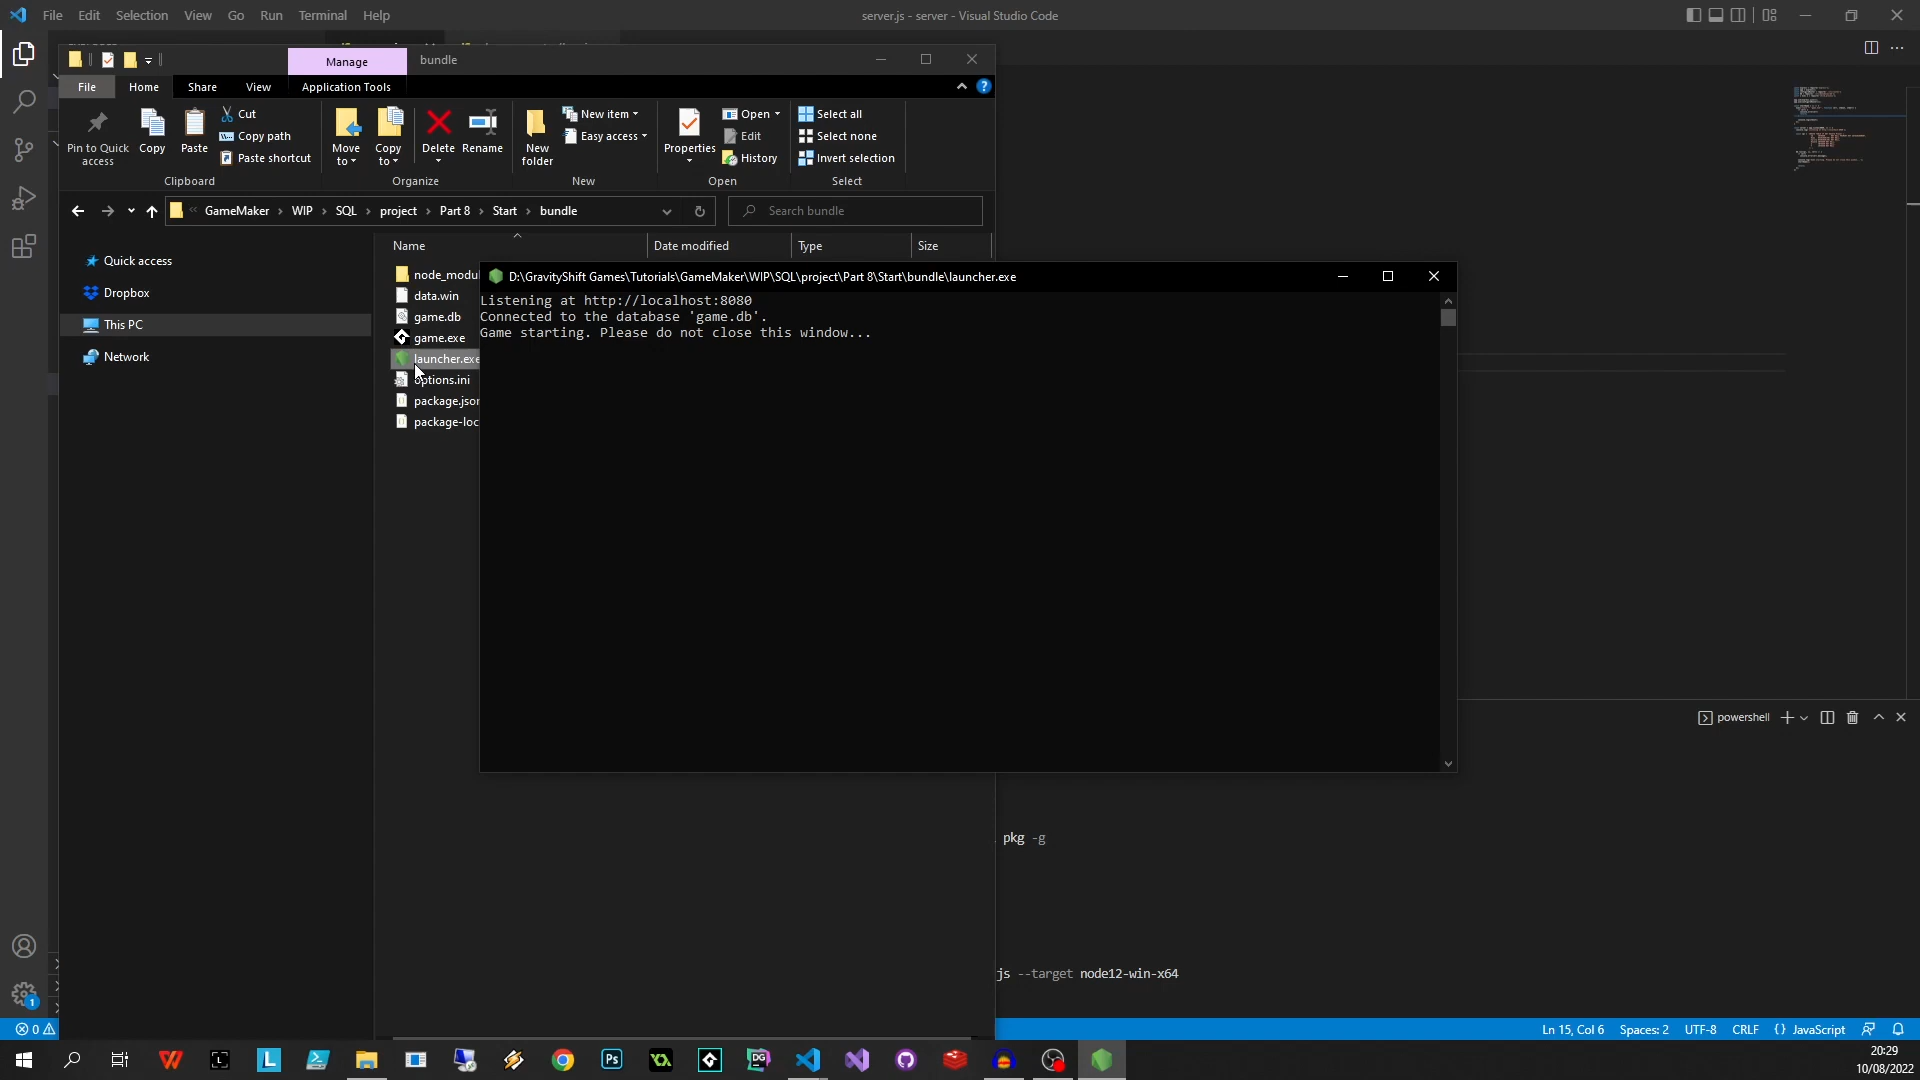 File Edit Selection View Go Run Terminal Help
server.js - server - Visual Studio Code
Manage
bundle
File Home Share View Application Tools
Pin to Quick access
Copy
Paste
Cut
Copy path
Paste shortcut
Clipboard
Move to
Copy to
Delete
Rename
Organize
New folder
New item
Easy access
New
Properties
Open
Edit
History
Open
Select all
Select none
Invert selection
Select
GameMaker > WIP > SQL > project > Part 8 > Start > bundle
Search bundle
Name Date modified Type Size
Quick access
Dropbox
This PC
Network
node_modul
data.win
game.db
game.exe
launcher.exe
options.ini
package.json
package-loc
D:\GravityShift Games\Tutorials\GameMaker\WIP\SQL\project\Part 8\Start\bundle\launcher.exe
Listening at http://localhost:8080
Connected to the database 'game.db'.
Game starting. Please do not close this window...
powershell
pkg -g
js --target node12-win-x64
0
1
Ln 15, Col 6 Spaces: 2 UTF-8 CRLF {} JavaScript
Ps
DG
20:29
10/08/2022